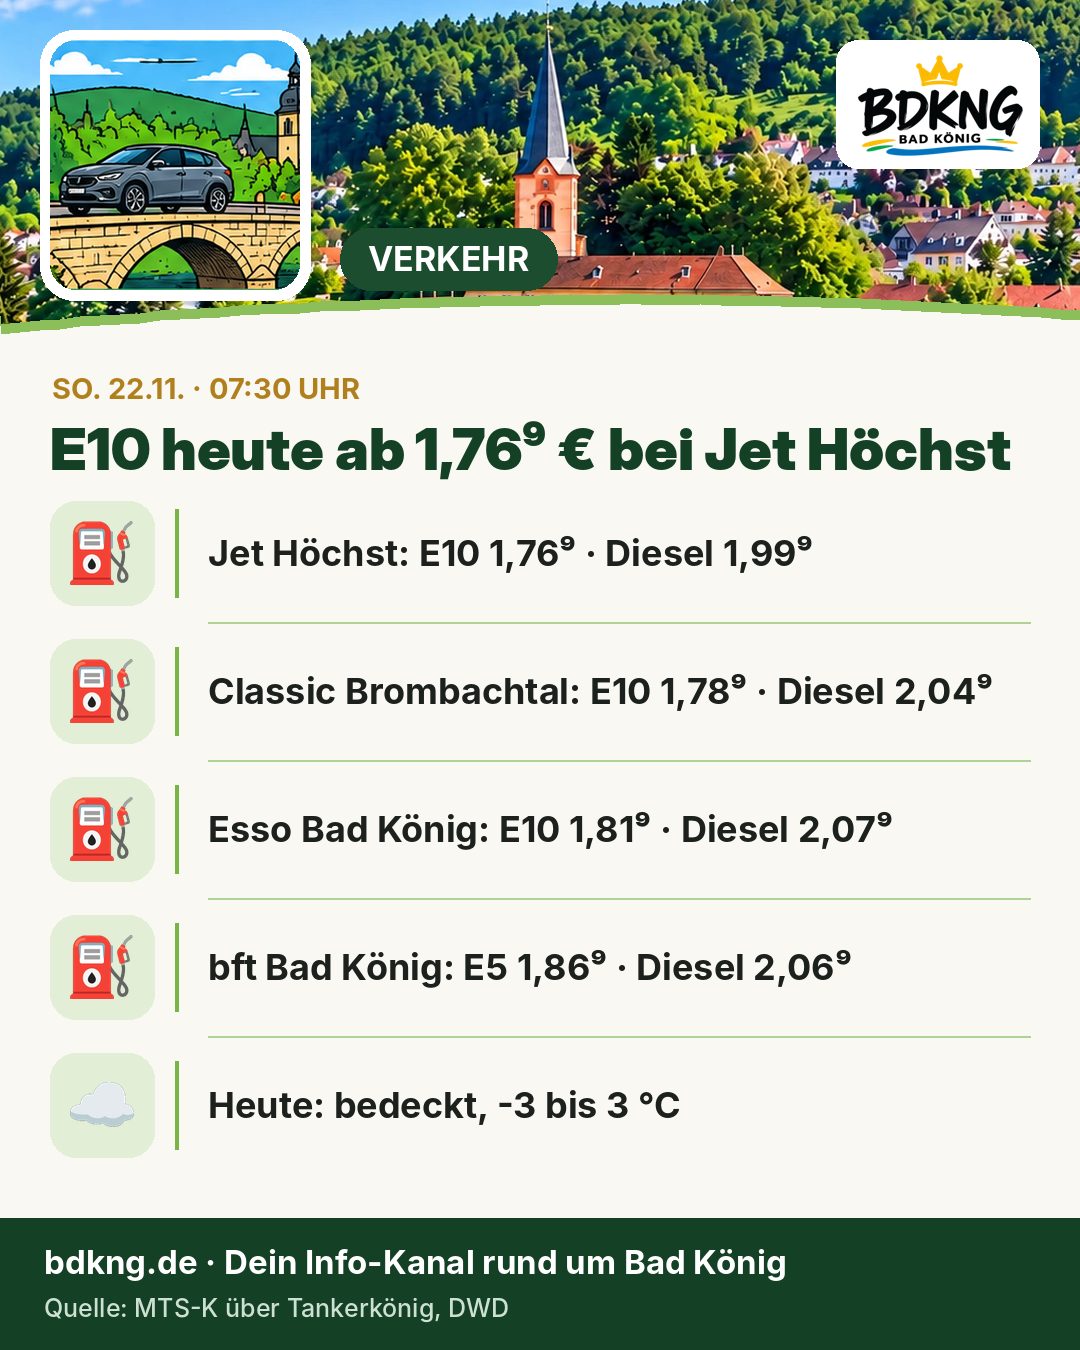 BDKNG
BAD KÖNIG
VERKEHR
SO. 22.11. · 07:30 UHR
E10 heute ab 1,76⁹ € bei Jet Höchst
Jet Höchst: E10 1,76⁹ · Diesel 1,99⁹
Classic Brombachtal: E10 1,78⁹ · Diesel 2,04⁹
Esso Bad König: E10 1,81⁹ · Diesel 2,07⁹
bft Bad König: E5 1,86⁹ · Diesel 2,06⁹
Heute: bedeckt, -3 bis 3 °C
bdkng.de · Dein Info-Kanal rund um Bad König
Quelle: MTS-K über Tankerkönig, DWD